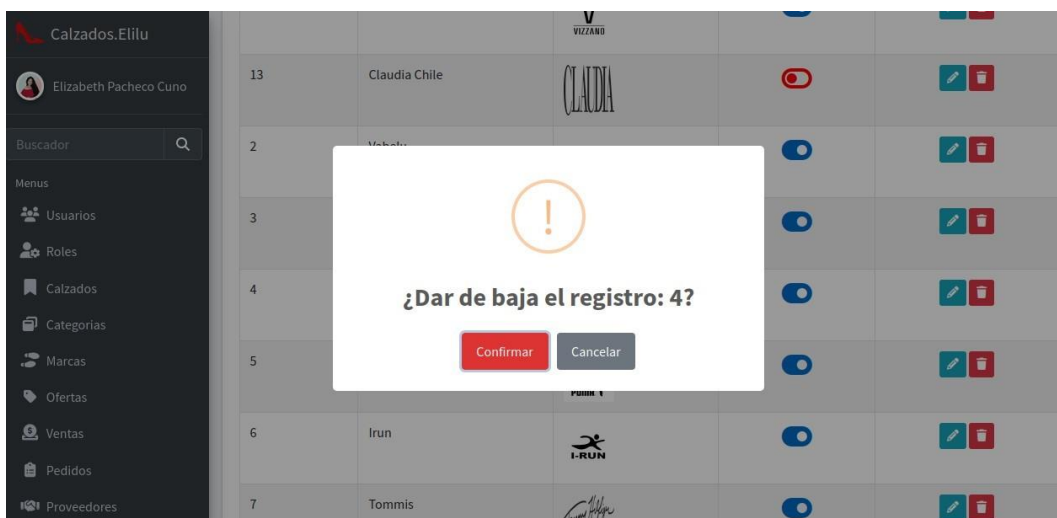 Calzados.Elilu
Elizabeth Pacheco Cuno
Buscador
Menus
Usuarios
Roles
Calzados
Categorias
Marcas
Ofertas
Ventas
Pedidos
Proveedores
VIZZANO
13 Claudia Chile CLAUDIA
2
3
4
5
6 Irun I-RUN
7 Tommis
¿Dar de baja el registro: 4?
Confirmar Cancelar